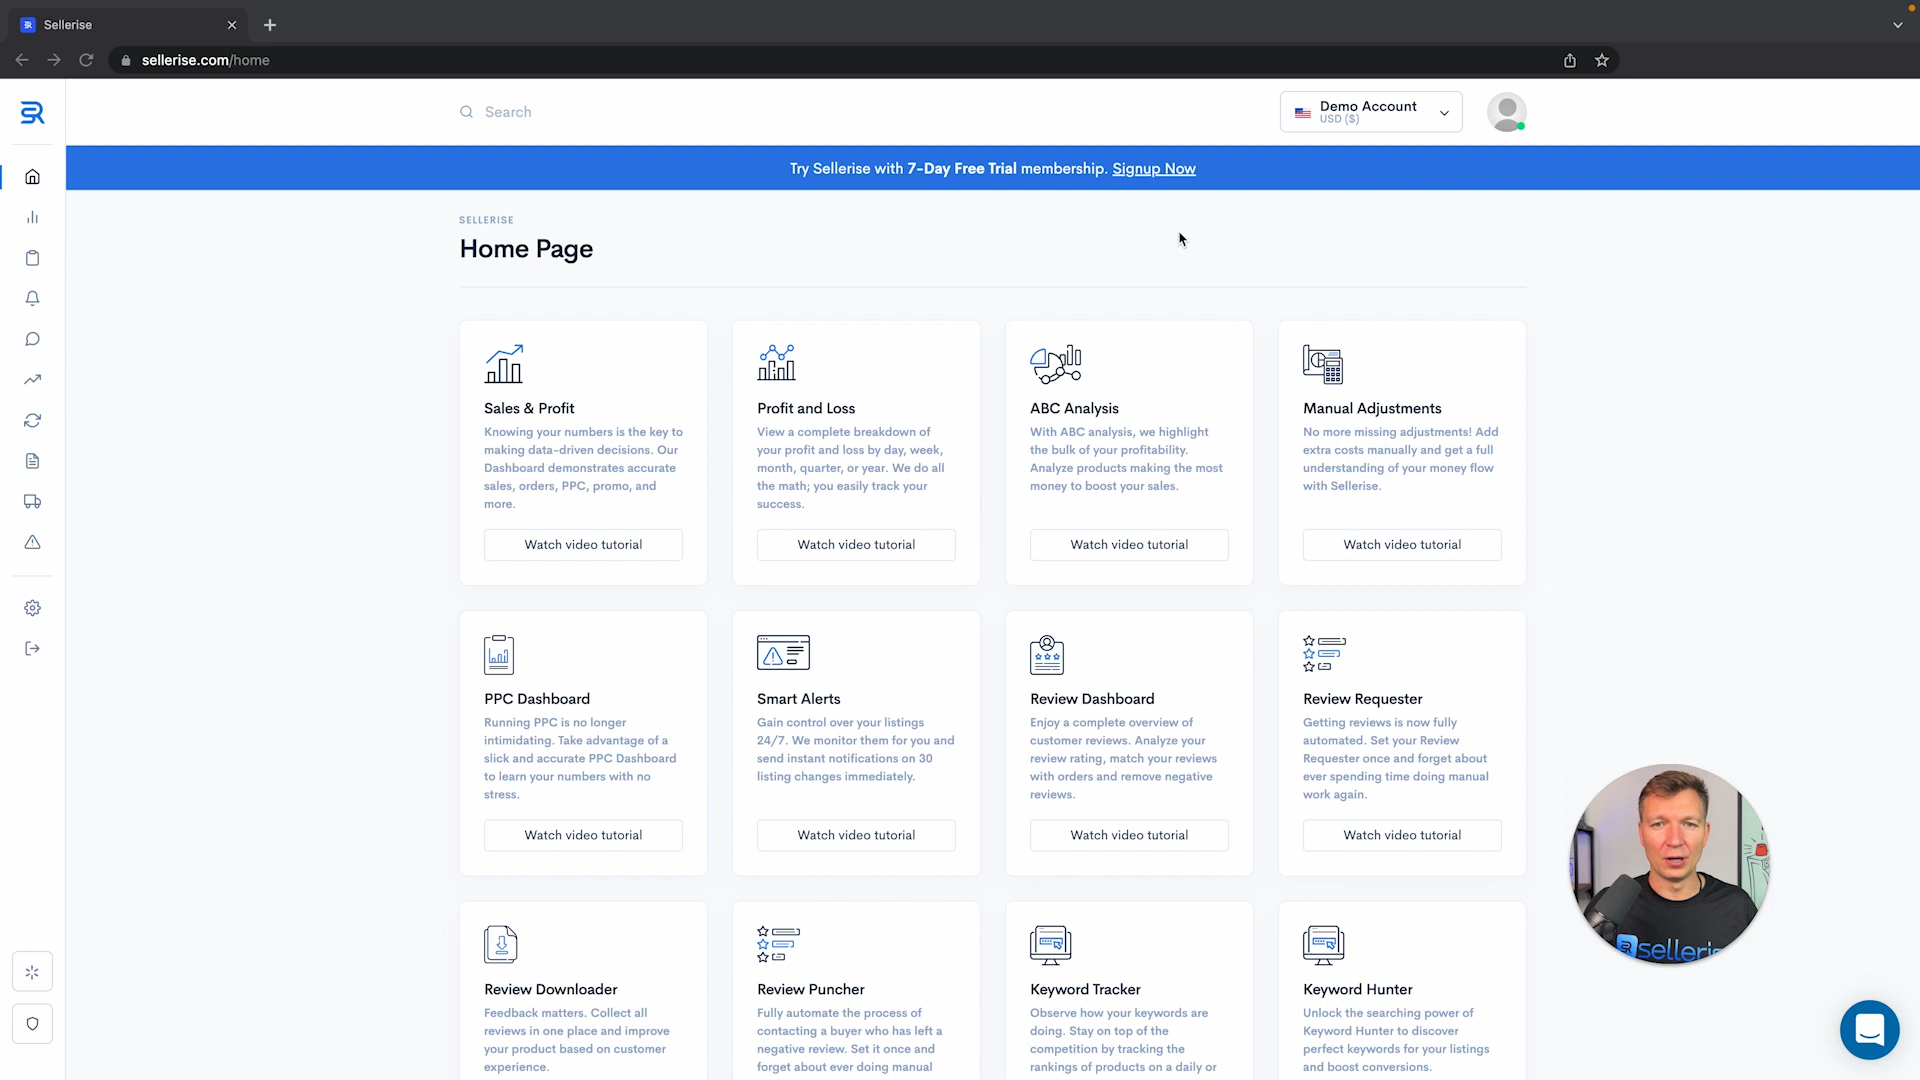 Sellerise
sellerise.com/home
Search
Demo Account
USD ($)
Try Sellerise with 7-Day Free Trial membership. Signup Now
SELLERISE
Home Page
Sales & Profit
Knowing your numbers is the key to
making data-driven decisions. Our
Dashboard demonstrates accurate
sales, orders, PPC, promo, and
more.
Watch video tutorial
Profit and Loss
View a complete breakdown of
your profit and loss by day, week,
month, quarter, or year. We do all
the math; you easily track your
success.
Watch video tutorial
ABC Analysis
With ABC analysis, we highlight
the bulk of your profitability.
Analyze products making the most
money to boost your sales.
Watch video tutorial
Manual Adjustments
No more missing adjustments! Add
extra costs manually and get a full
understanding of your money flow
with Sellerise.
Watch video tutorial
PPC Dashboard
Running PPC is no longer
intimidating. Take advantage of a
slick and accurate PPC Dashboard
to learn your numbers with no
stress.
Watch video tutorial
Smart Alerts
Gain control over your listings
24/7. We monitor them for you and
send instant notifications on 30
listing changes immediately.
Watch video tutorial
Review Dashboard
Enjoy a complete overview of
customer reviews. Analyze your
review rating, match your reviews
with orders and remove negative
reviews.
Watch video tutorial
Review Requester
Getting reviews is now fully
automated. Set your Review
Requester once and forget about
ever spending time doing manual
work again.
Watch video tutorial
Review Downloader
Feedback matters. Collect all
reviews in one place and improve
your product based on customer
experience.
Review Puncher
Fully automate the process of
contacting a buyer who has left a
negative review. Set it once and
forget about ever doing manual
Keyword Tracker
Observe how your keywords are
doing. Stay on top of the
competition by tracking the
rankings of products on a daily or
Keyword Hunter
Unlock the searching power of
Keyword Hunter to discover
perfect keywords for your listings
and boost conversions.
selleris